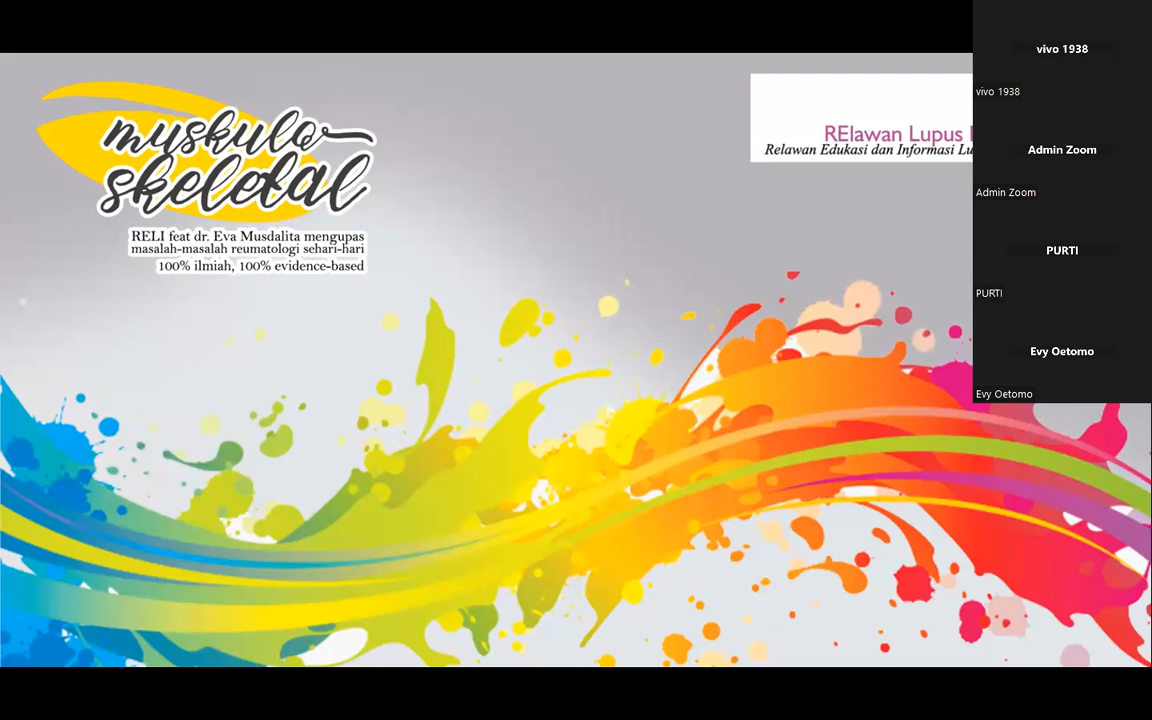 muskulo
skeletal
RELI feat dr. Eva Musdalita mengupas
masalah-masalah reumatologi sehari-hari
100% ilmiah, 100% evidence-based
RElawan Lupus
Relawan Edukasi dan Informasi
vivo 1938
vivo 1938
Admin Zoom
Admin Zoom
PURTI
PURTI
Evy Oetomo
Evy Oetomo